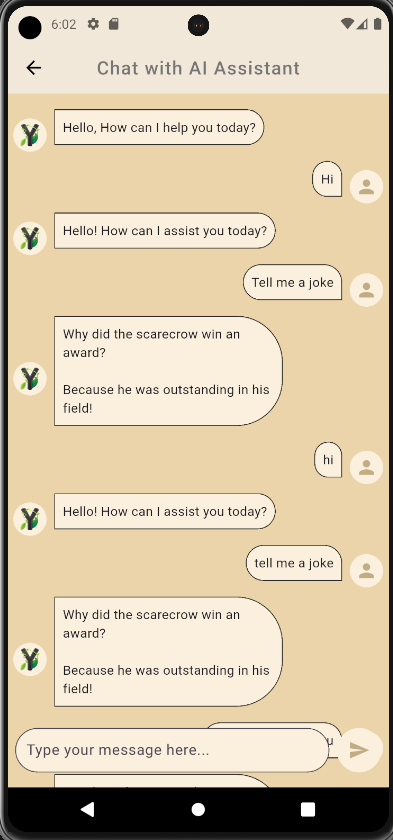 6:02
Chat with AI Assistant
Hello, How can I help you today?
Hi
Hello! How can I assist you today?
Tell me a joke
Why did the scarecrow win an
award?
Because he was outstanding in his
field!
hi
Hello! How can I assist you today?
tell me a joke
Why did the scarecrow win an
award?
Because he was outstanding in his
field!
Type your message here...